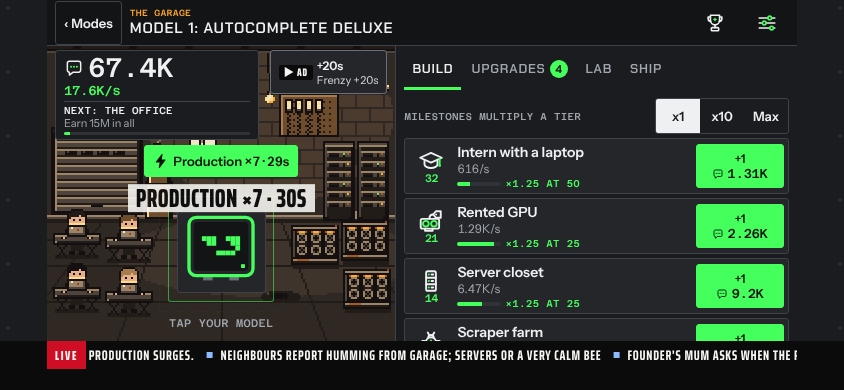 ‹ Modes
THE GARAGE
MODEL 1: AUTOCOMPLETE DELUXE
67.4K
17.6K/s
NEXT: THE OFFICE
Earn 15M in all
AD
+20s
Frenzy +20s
Production ×7·29s
PRODUCTION ×7 · 30S
TAP YOUR MODEL
BUILD
UPGRADES 4
LAB
SHIP
MILESTONES MULTIPLY A TIER
x1
x10
Max
Intern with a laptop
616/s
32
×1.25 AT 50
+1
1.31K
Rented GPU
1.29K/s
21
×1.25 AT 25
+1
2.26K
Server closet
6.47K/s
14
×1.25 AT 25
+1
9.2K
Scraper farm
+1
LIVE
PRODUCTION SURGES. NEIGHBOURS REPORT HUMMING FROM GARAGE; SERVERS OR A VERY CALM BEE FOUNDER'S MUM ASKS WHEN THE